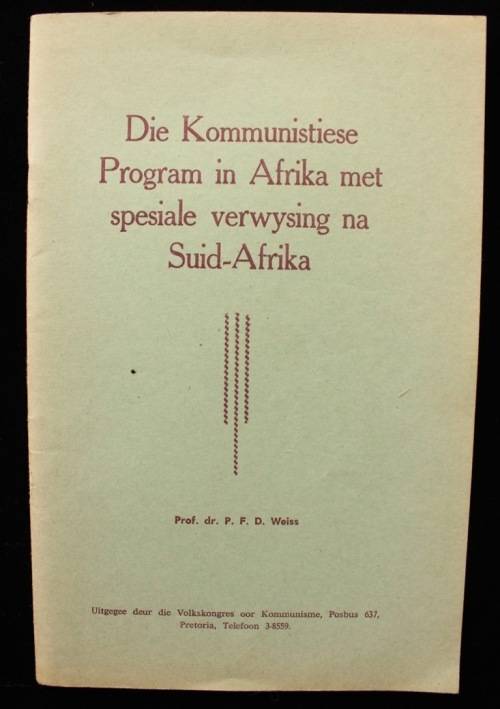 Die Kommunistiese
Program in Afrika met
spesiale verwysing na
Suid-Afrika
Prof. dr. P. F. D. Weiss
Uitgegee deur die Volkskongres oor Kommunisme, Posbus 637,
Pretoria, Telefoon 3-8559.